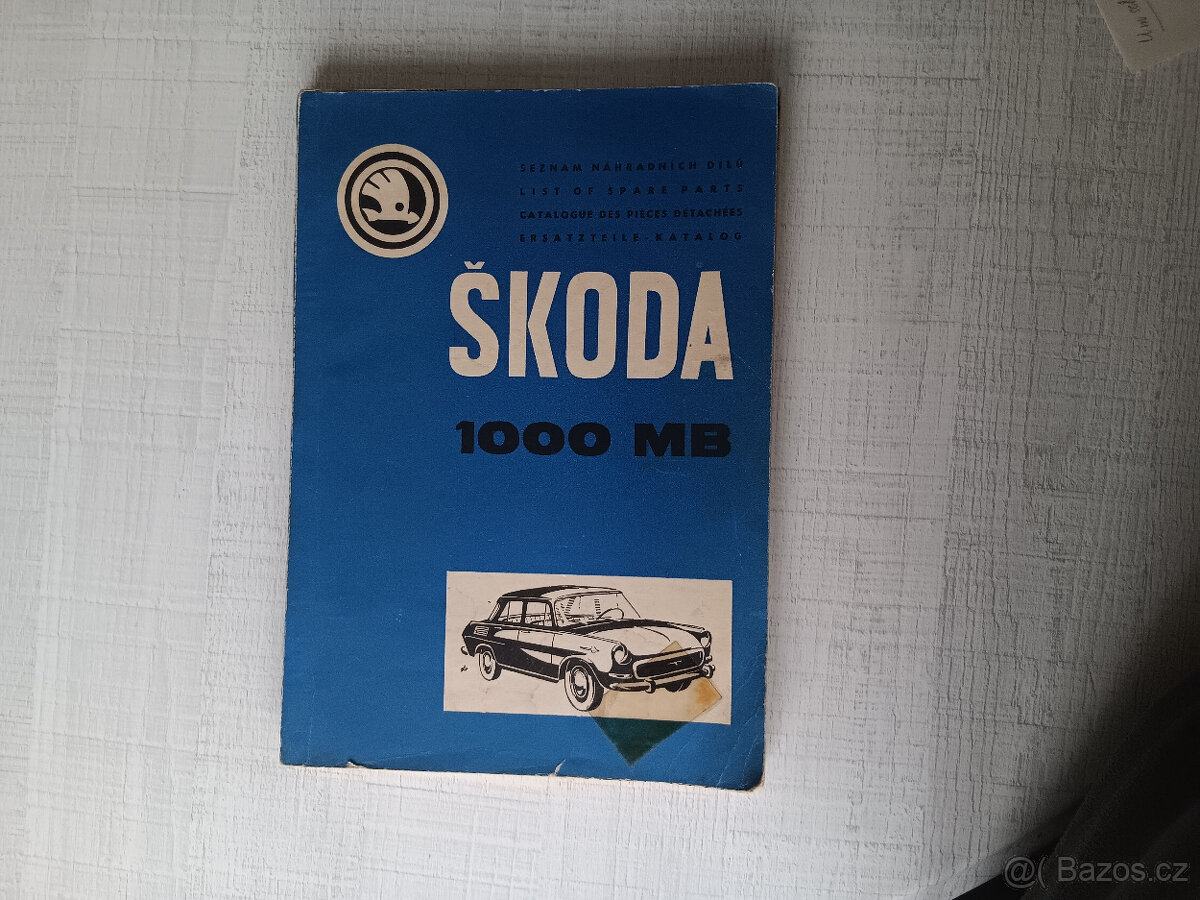 SEZNAM NÁHRADNÍCH DÍLŮ
LIST OF SPARE PARTS
CATALOGUE DES PIÈCES DÉTACHÉES
ERSATZTEILE-KATALOG
ŠKODA
1000 MB
@( Bazos.cz